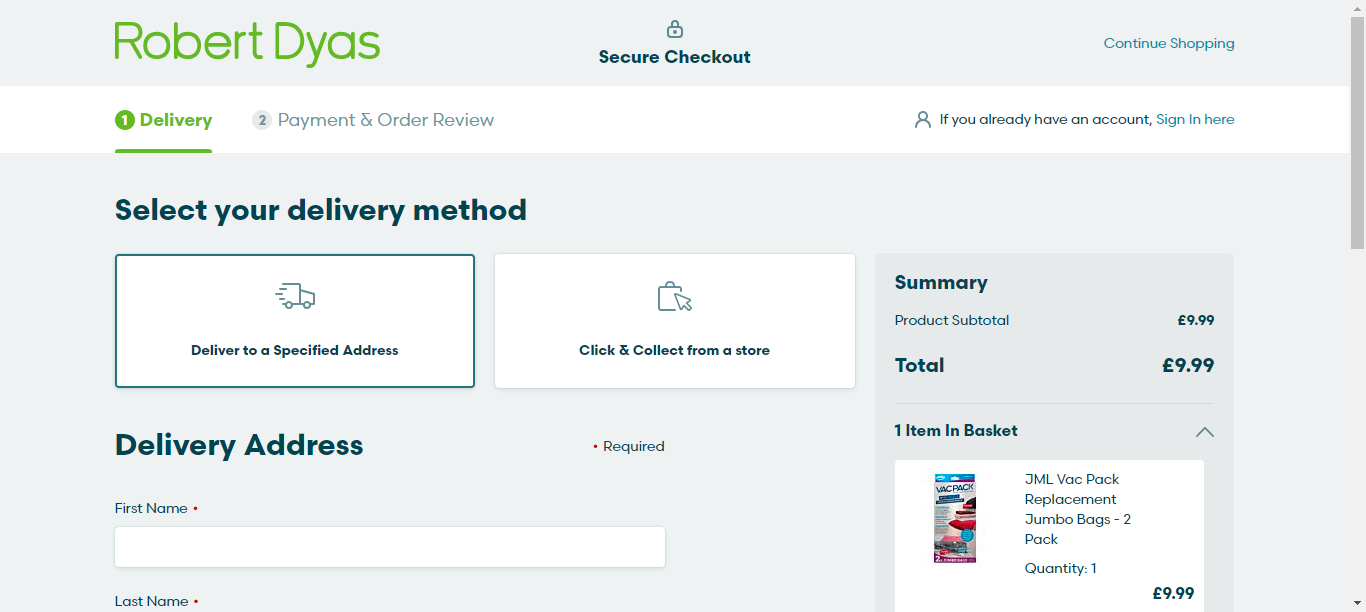 Robert Dyas
Secure Checkout
Continue Shopping
1 Delivery
2 Payment & Order Review
If you already have an account, Sign In here
Select your delivery method
Deliver to a Specified Address
Click & Collect from a store
Delivery Address
• Required
First Name •
Last Name •
Summary
Product Subtotal £9.99
Total £9.99
1 Item In Basket
VACPACK
JML Vac Pack
Replacement
Jumbo Bags - 2
Pack
Quantity: 1
£9.99